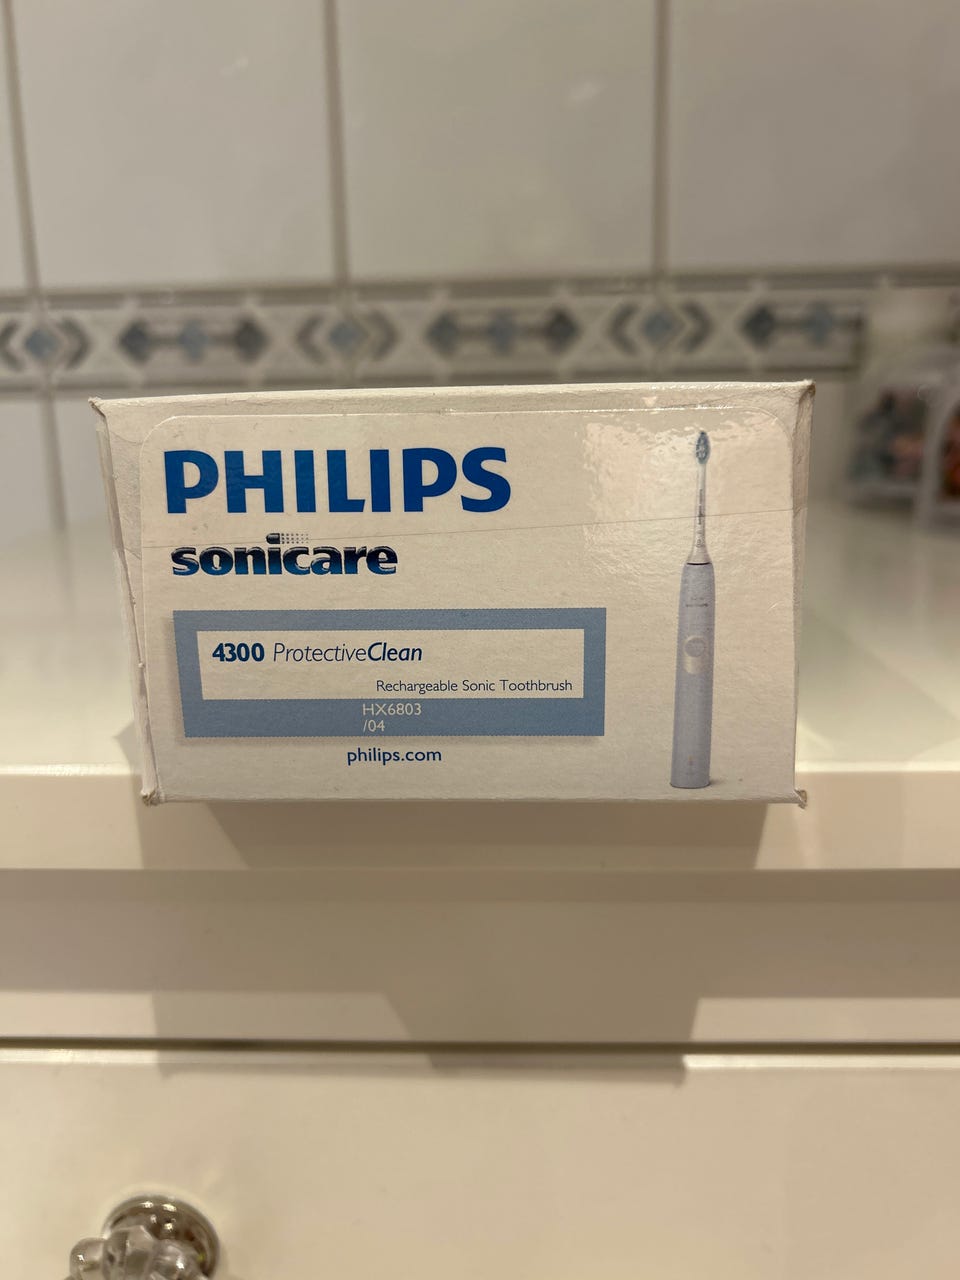 PHILIPS
sonicare
4300 ProtectiveClean
Rechargeable Sonic Toothbrush
HX6803
/04
philips.com